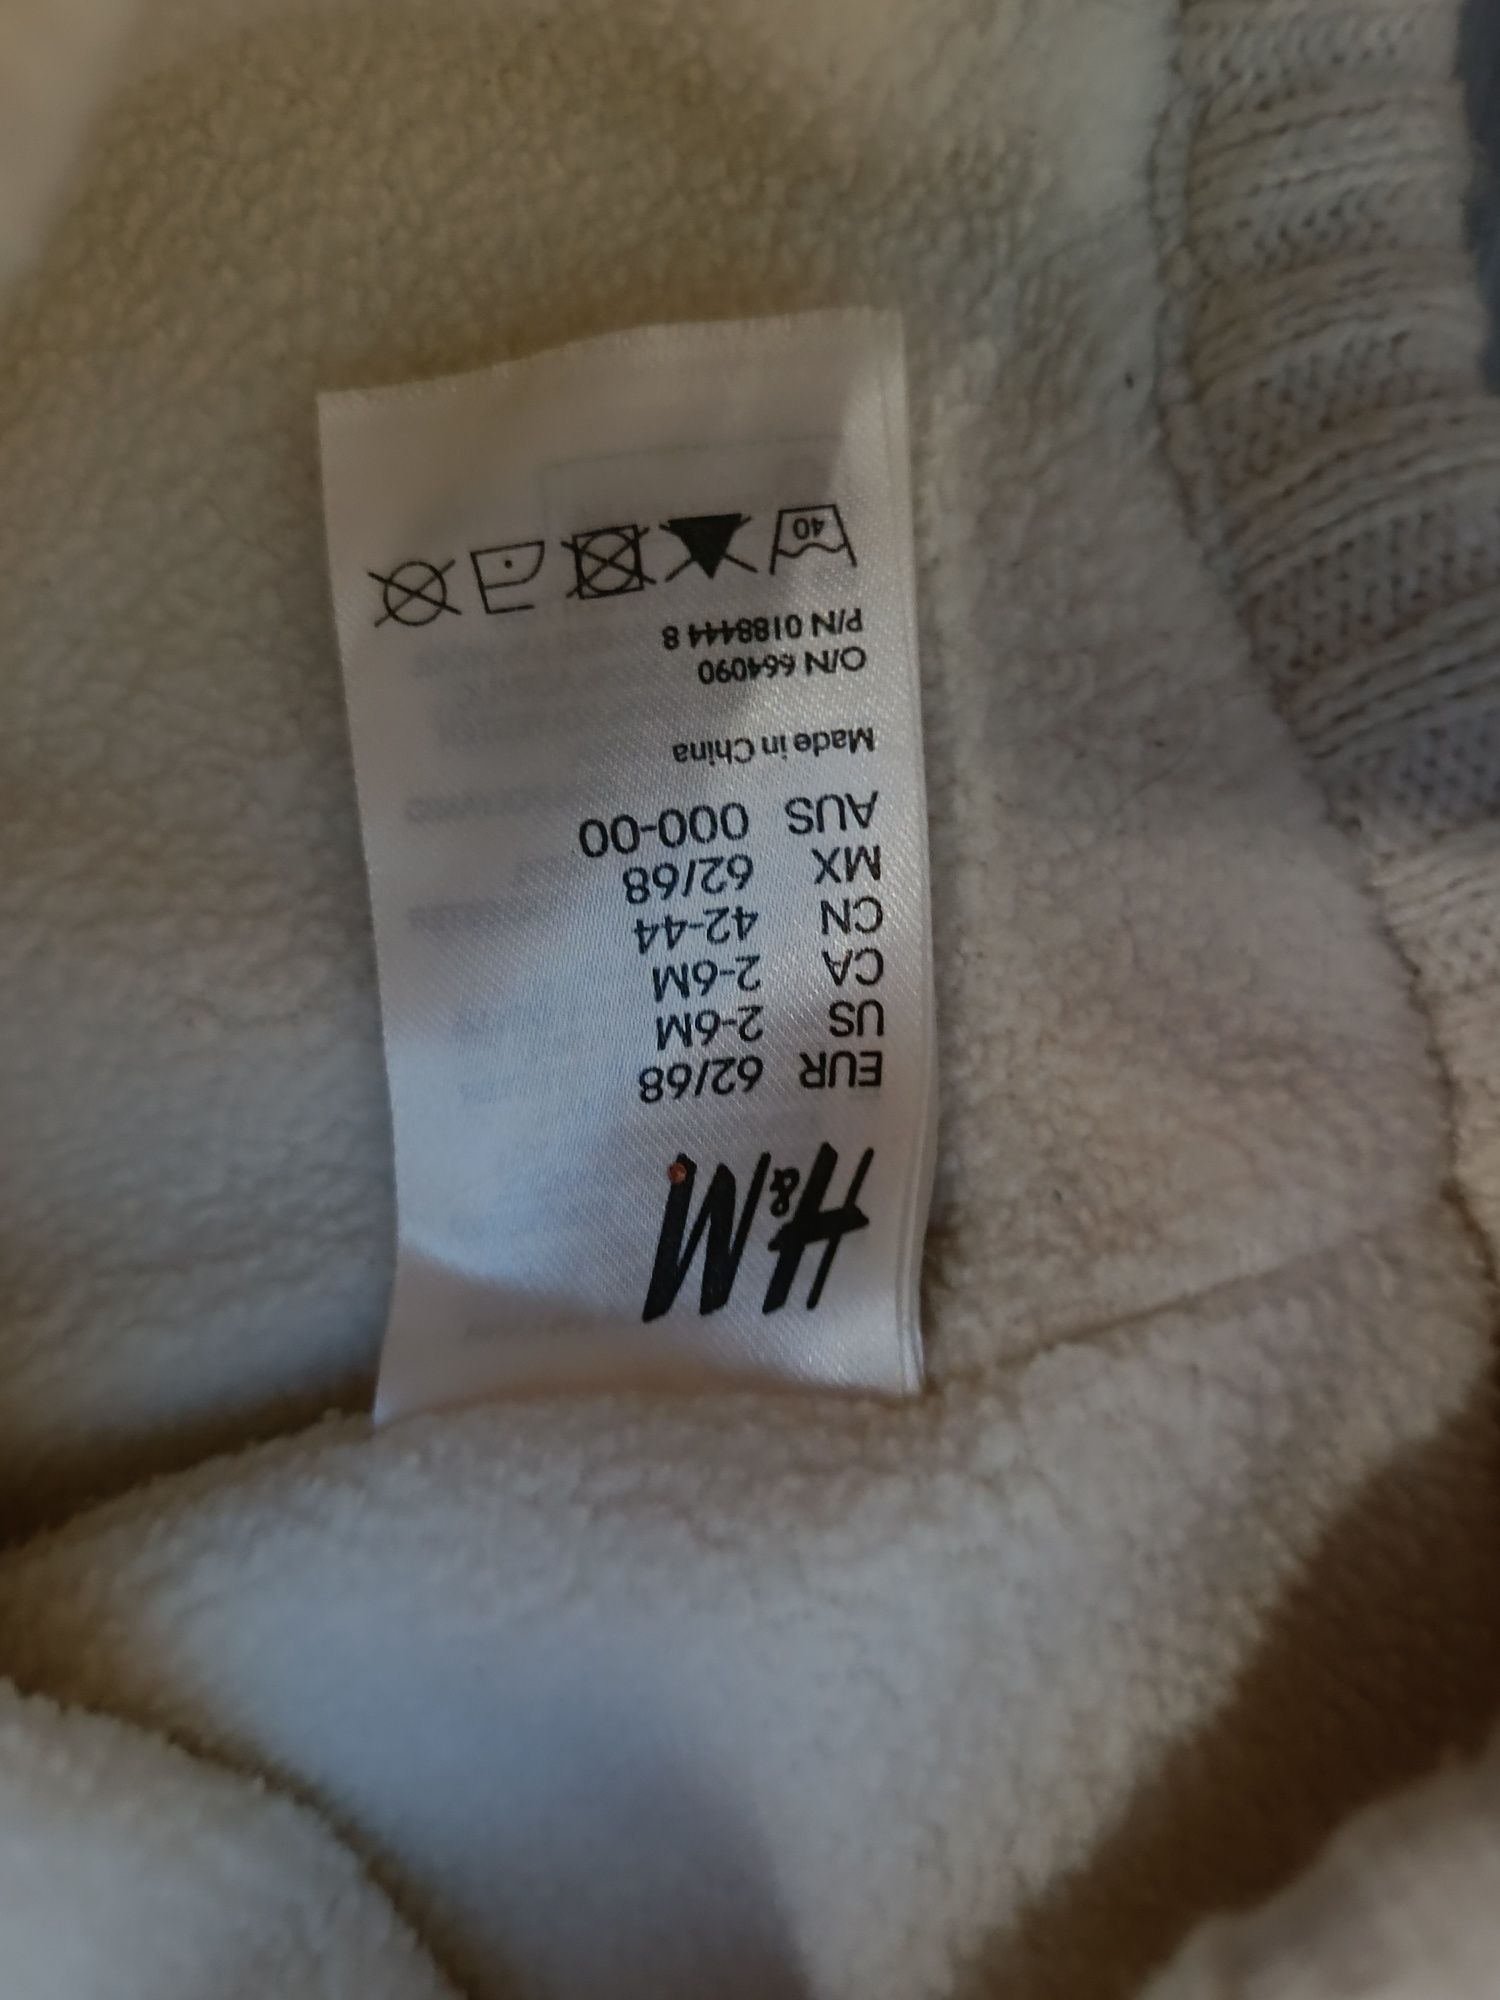 H&M
EUR 62/68
US 2-6M
CA 2-6M
CN 42-44
MX 62/68
AUS 000-00
Made in China
O/N 664090
P/N 0188444 8
40